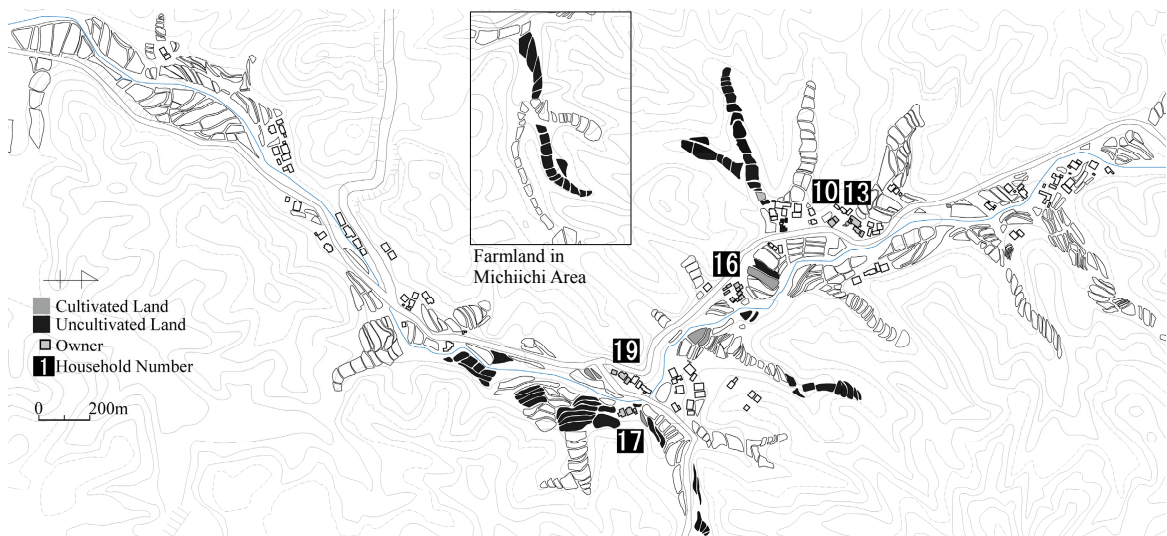 Farmland in
Michiichi Area
10
13
16
19
17
Cultivated Land
Uncultivated Land
Owner
1 Household Number
0 200m